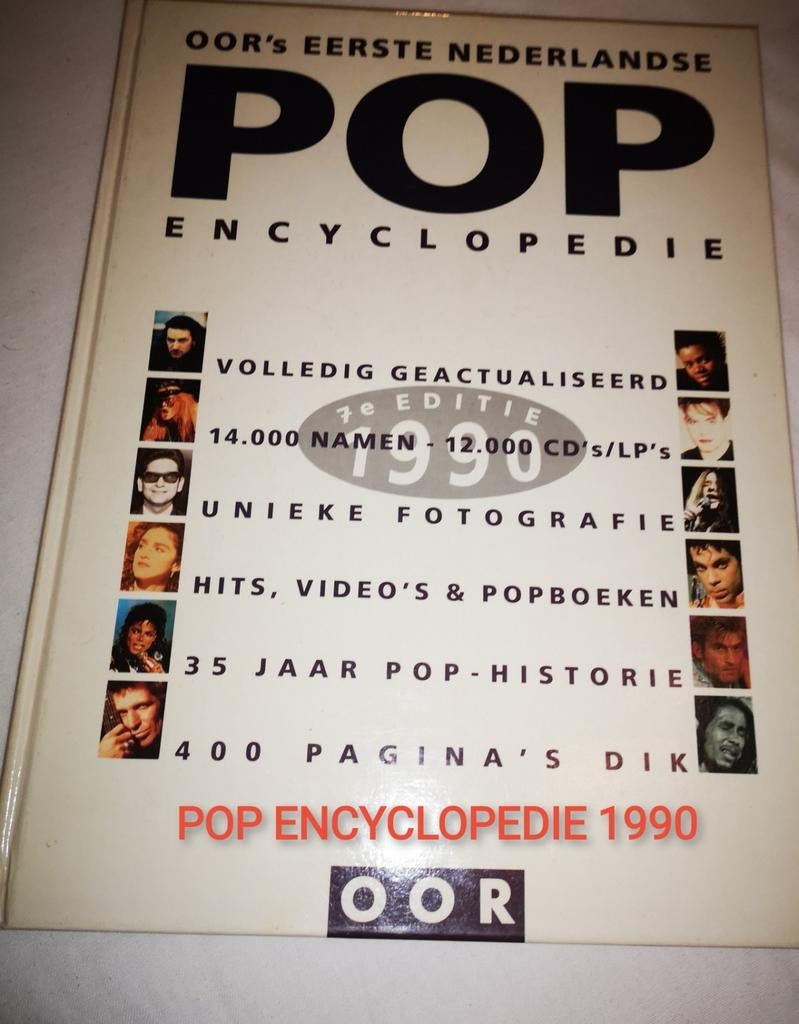 OOR's EERSTE NEDERLANDSE
POP
ENCYCLOPEDIE
VOLLEDIG GEACTUALISEERD
7e EDITIE
14.000 NAMEN - 12.000 CD's/LP's
1990
UNIEKE FOTOGRAFIE
HITS, VIDEO'S & POPBOEKEN
35 JAAR POP-HISTORIE
400 PAGINA'S DIK
POP ENCYCLOPEDIE 1990
OOR